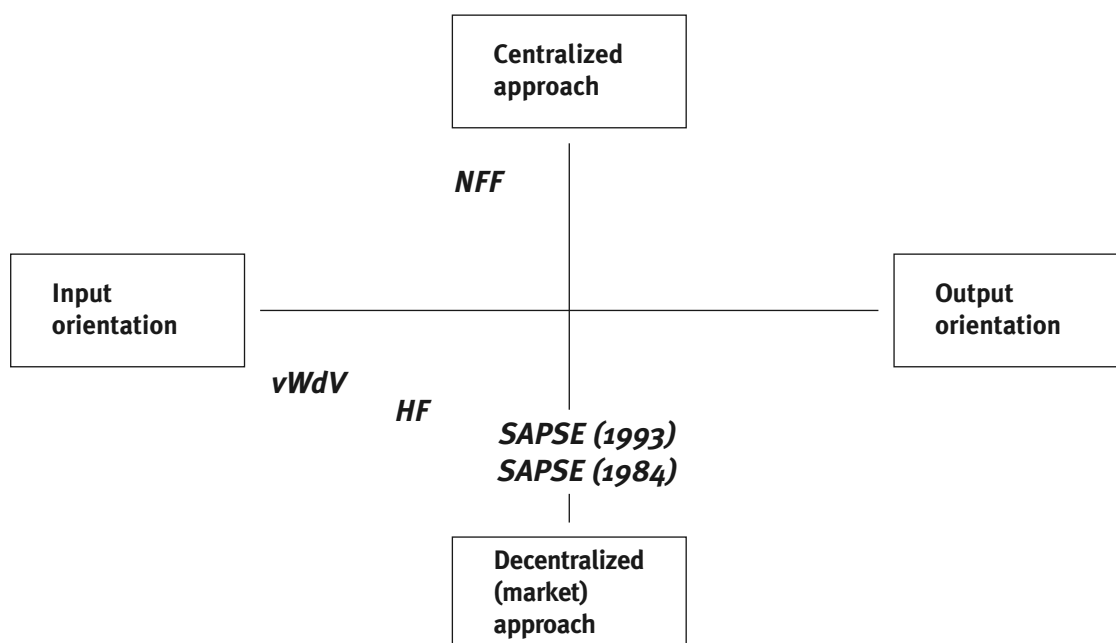 Centralized
approach
NFF
Input
orientation
Output
orientation
vWdV
HF
SAPSE (1993)
SAPSE (1984)
Decentralized
(market)
approach